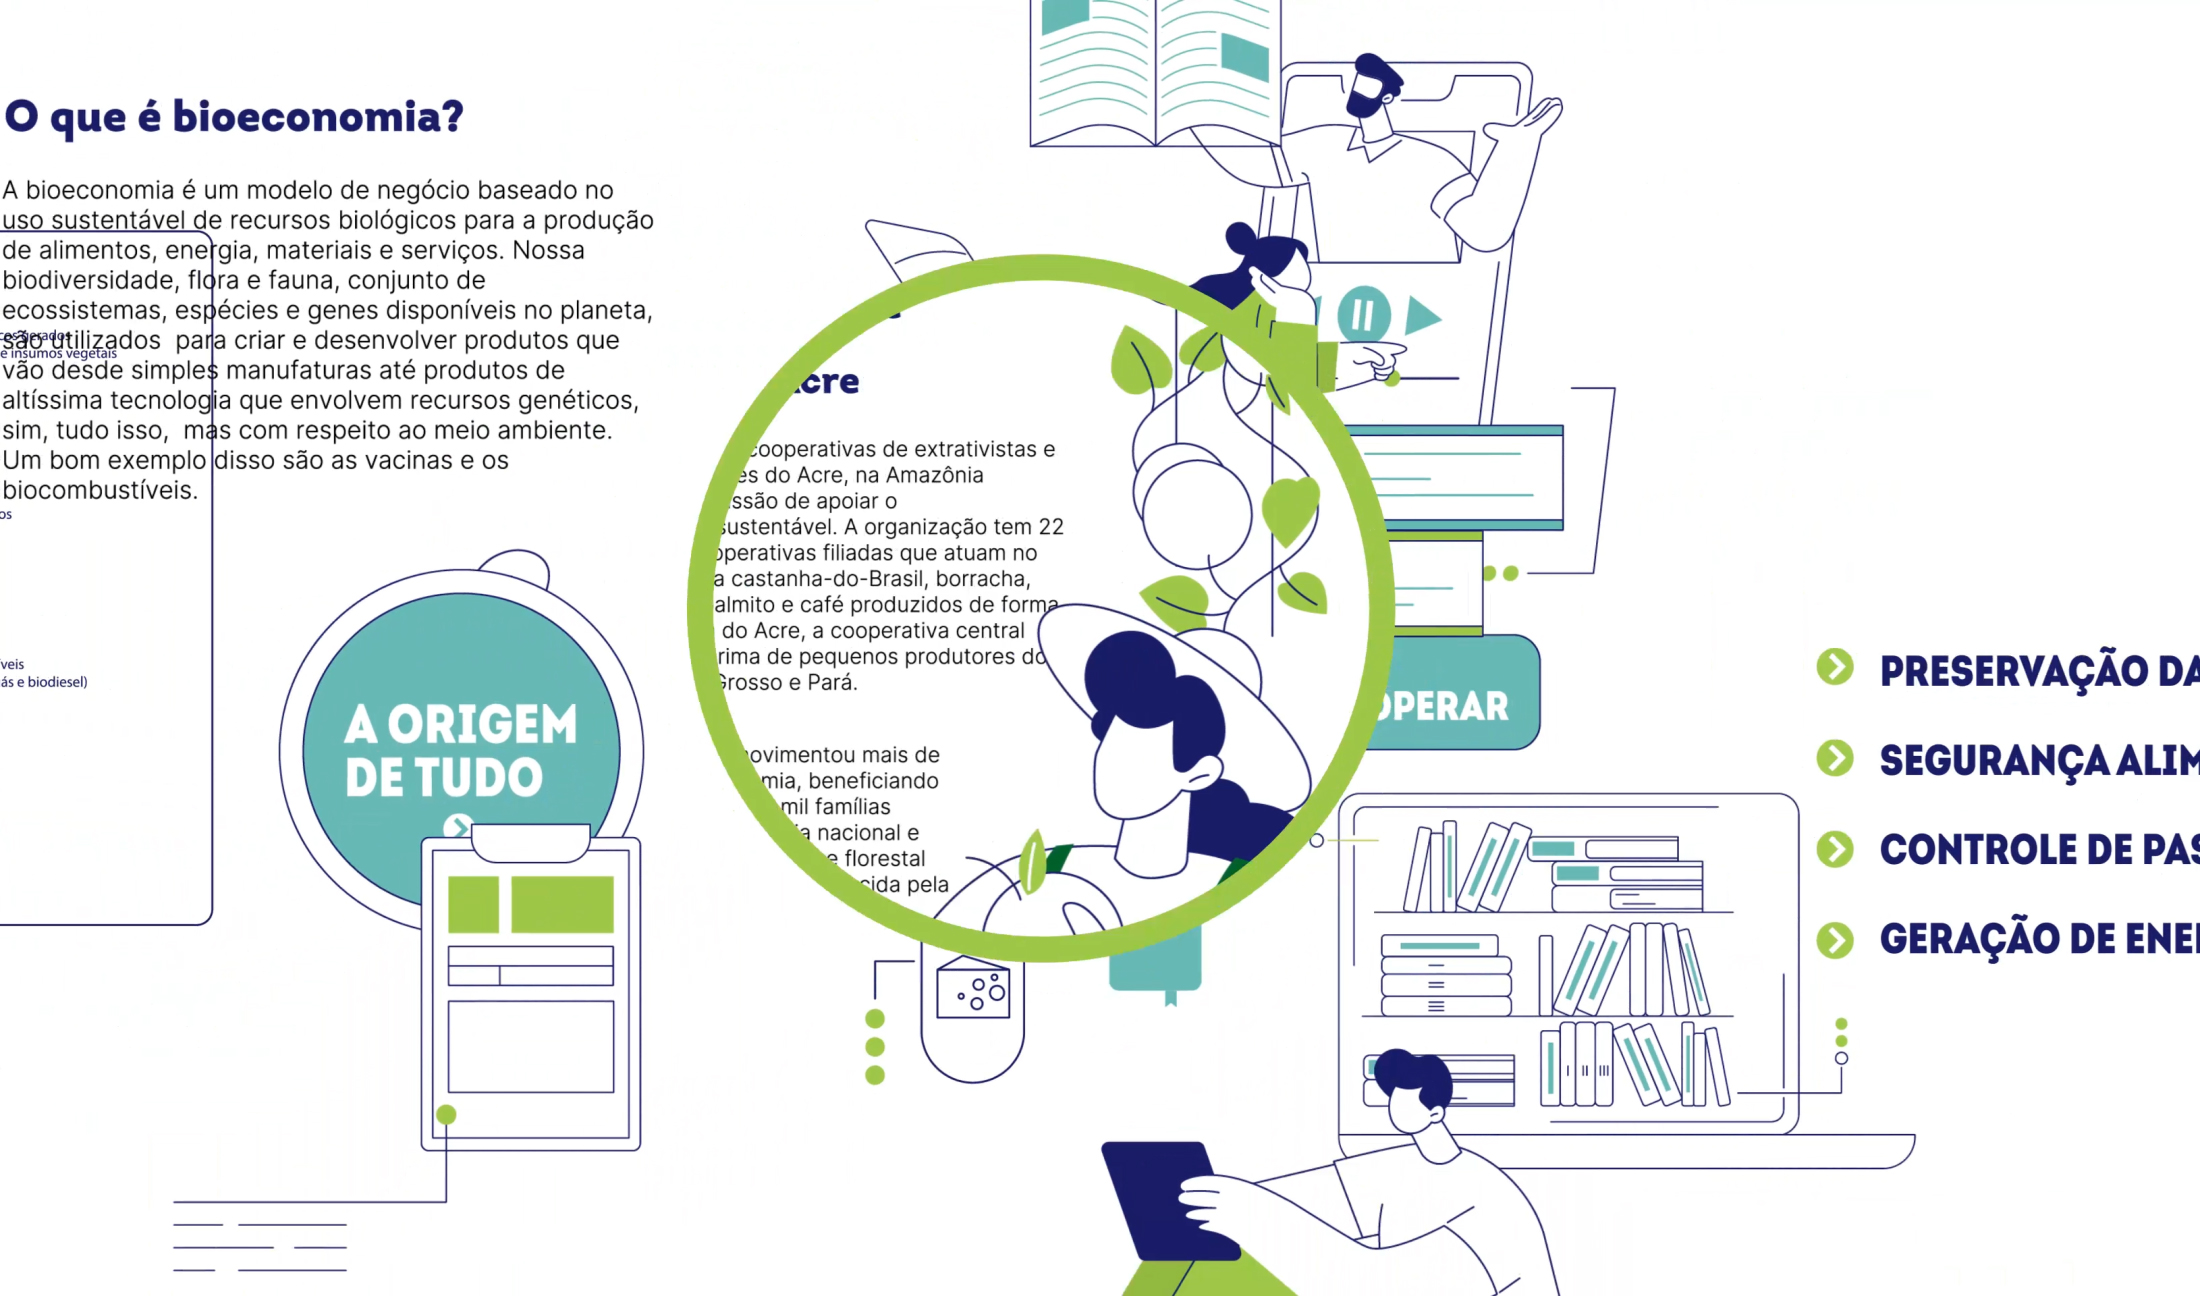 O que é bioeconomia?
A bioeconomia é um modelo de negócio baseado no
uso sustentável de recursos biológicos para a produção
de alimentos, energia, materiais e serviços. Nossa
biodiversidade, flora e fauna, conjunto de
ecossistemas, espécies e genes disponíveis no planeta,
são utilizados para criar e desenvolver produtos que
vão desde simples manufaturas até produtos de
altíssima tecnologia que envolvem recursos genéticos,
sim, tudo isso, mas com respeito ao meio ambiente.
Um bom exemplo disso são as vacinas e os
biocombustíveis.
gerados
e insumos vegetais
os
veis
ás e biodiesel)
A ORIGEM
DE TUDO
cre
cooperativas de extrativistas e
es do Acre, na Amazônia
ssão de apoiar o
sustentável. A organização tem 22
operativas filiadas que atuam no
a castanha-do-Brasil, borracha,
almito e café produzidos de forma
do Acre, a cooperativa central
rima de pequenos produtores do
Grosso e Pará.
ovimentou mais de
mia, beneficiando
mil famílias
ia nacional e
e florestal
cida pela
OPERAR
PRESERVAÇÃO DA
SEGURANÇA ALIM
CONTROLE DE PAS
GERAÇÃO DE ENE